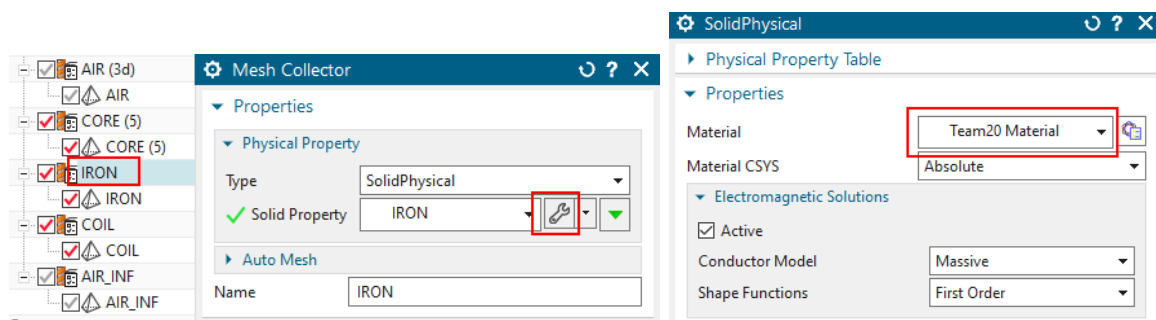 AIR (3d)
AIR
CORE (5)
CORE (5)
IRON
IRON
COIL
COIL
AIR_INF
AIR_INF
Mesh Collector
Properties
Physical Property
Type
SolidPhysical
Solid Property
IRON
Auto Mesh
Name
IRON
SolidPhysical
Physical Property Table
Properties
Material
Team20 Material
Material CSYS
Absolute
Electromagnetic Solutions
Active
Conductor Model
Massive
Shape Functions
First Order